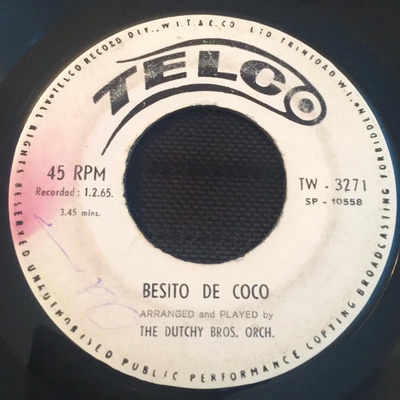 TELCO RECORD DIV., W.I.T.& E. CO LTD. TRINIDAD W.I.
TELCO
45 RPM
Recorded : 1.2.65.
3.45 mins.
TW - 3271
SP - 10558
BESITO DE COCO
ARRANGED and PLAYED by
THE DUTCHY BROS. ORCH.
ALL RIGHTS RESERVED UNAUTHORISED PUBLIC PERFORMANCE COPYING BROADCASTING FORBIDDEN